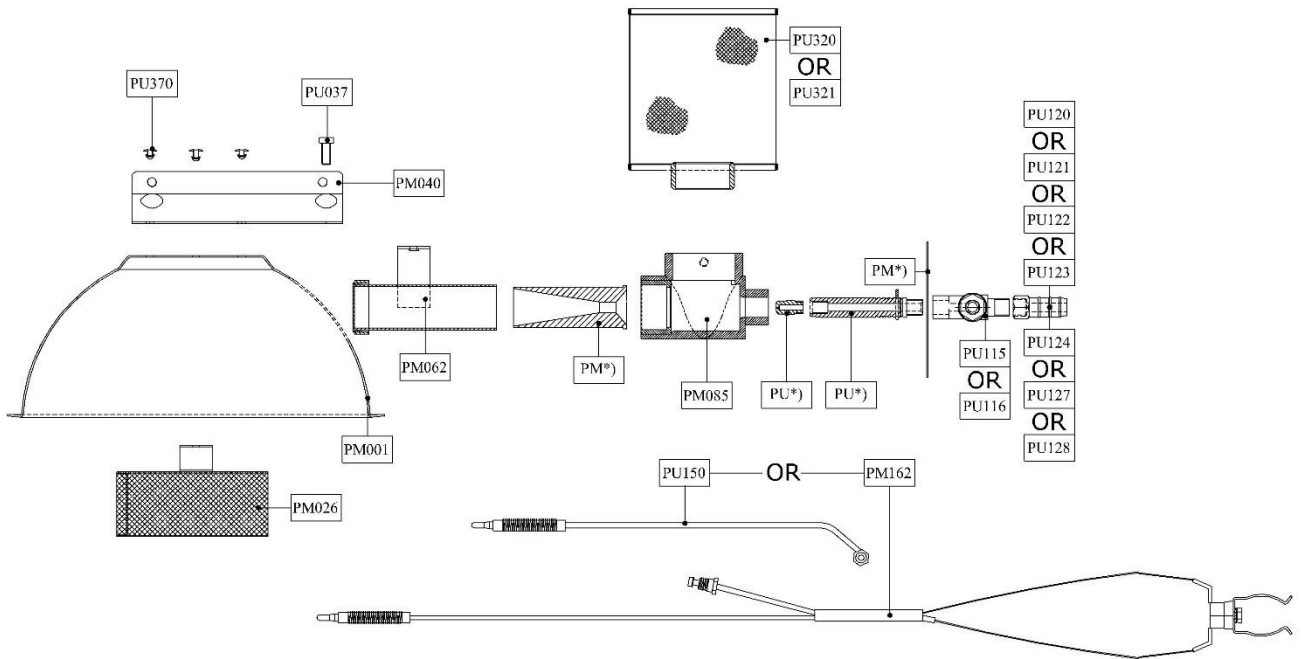 PU320
OR
PU321
PU370
PU037
PM040
PU120
OR
PU121
OR
PU122
OR
PU123
PM*)
PM062
PM*)
PM085
PU*)
PU*)
PU115
OR
PU116
PU124
OR
PU127
OR
PU128
PM001
PM026
PU150 OR PM162